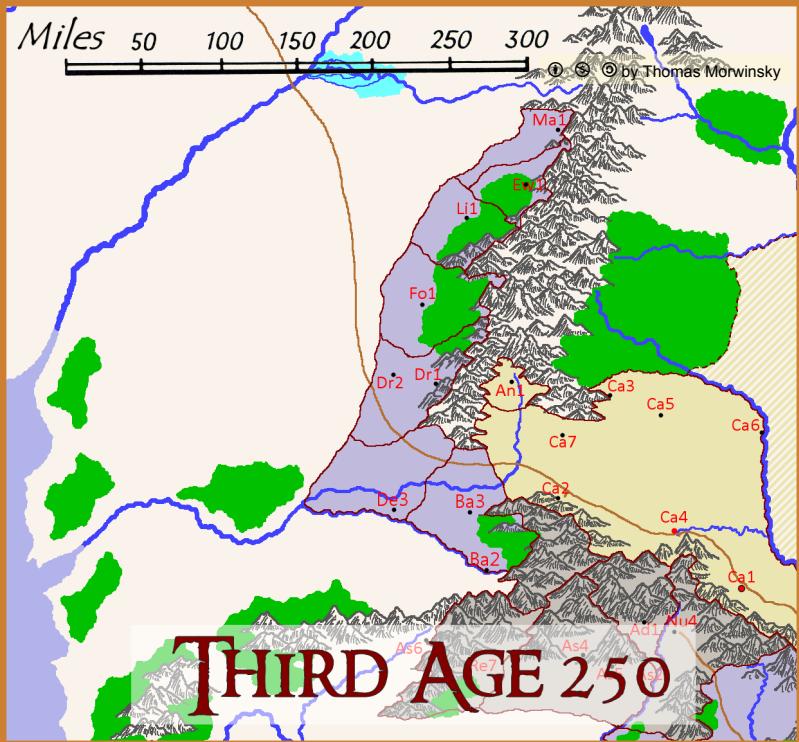 Miles 50 100 150 200 250 300
by Thomas Morwinsky
Ma1
Li1
Fo1
Dr2 Dr1
An1
Ca3
Ca5
Ca6
Ca7
Ca2
De3
Ba3
Ca4
Ba2
Ca1
Nu4
Ad1
As6
As4
THIRD AGE 250